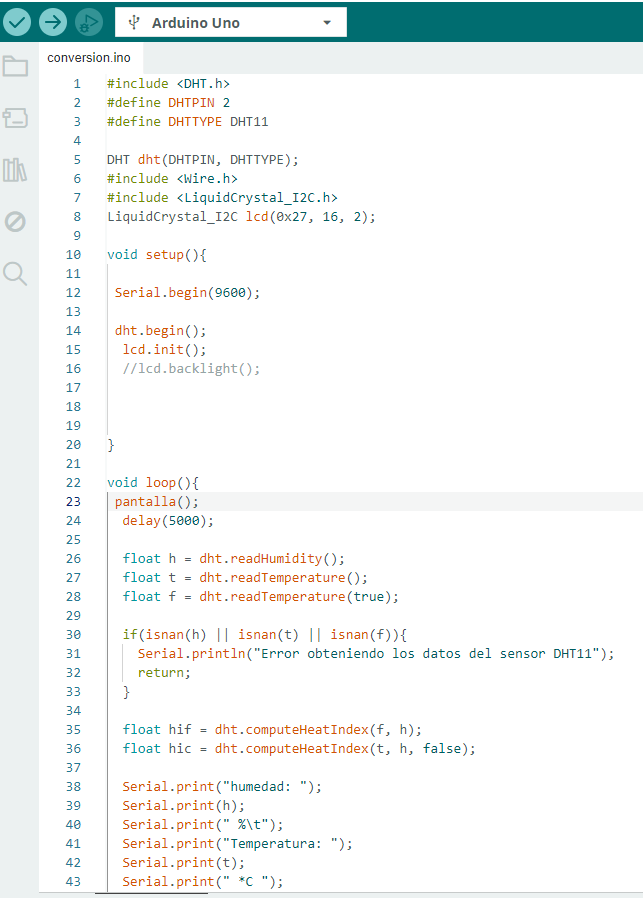 Arduino Uno
conversion.ino
1 #include <DHT.h>
2 #define DHTPIN 2
3 #define DHTTYPE DHT11
4
5 DHT dht(DHTPIN, DHTTYPE);
6 #include <Wire.h>
7 #include <LiquidCrystal_I2C.h>
8 LiquidCrystal_I2C lcd(0x27, 16, 2);
9
10 void setup(){
11
12  Serial.begin(9600);
13
14  dht.begin();
15   lcd.init();
16   //lcd.backlight();
17
18
19
20 }
21
22 void loop(){
23  pantalla();
24   delay(5000);
25
26   float h = dht.readHumidity();
27   float t = dht.readTemperature();
28   float f = dht.readTemperature(true);
29
30   if(isnan(h) || isnan(t) || isnan(f)){
31     Serial.println("Error obteniendo los datos del sensor DHT11");
32     return;
33   }
34
35   float hif = dht.computeHeatIndex(f, h);
36   float hic = dht.computeHeatIndex(t, h, false);
37
38   Serial.print("humedad: ");
39   Serial.print(h);
40   Serial.print(" %\t");
41   Serial.print("Temperatura: ");
42   Serial.print(t);
43   Serial.print(" *C ");